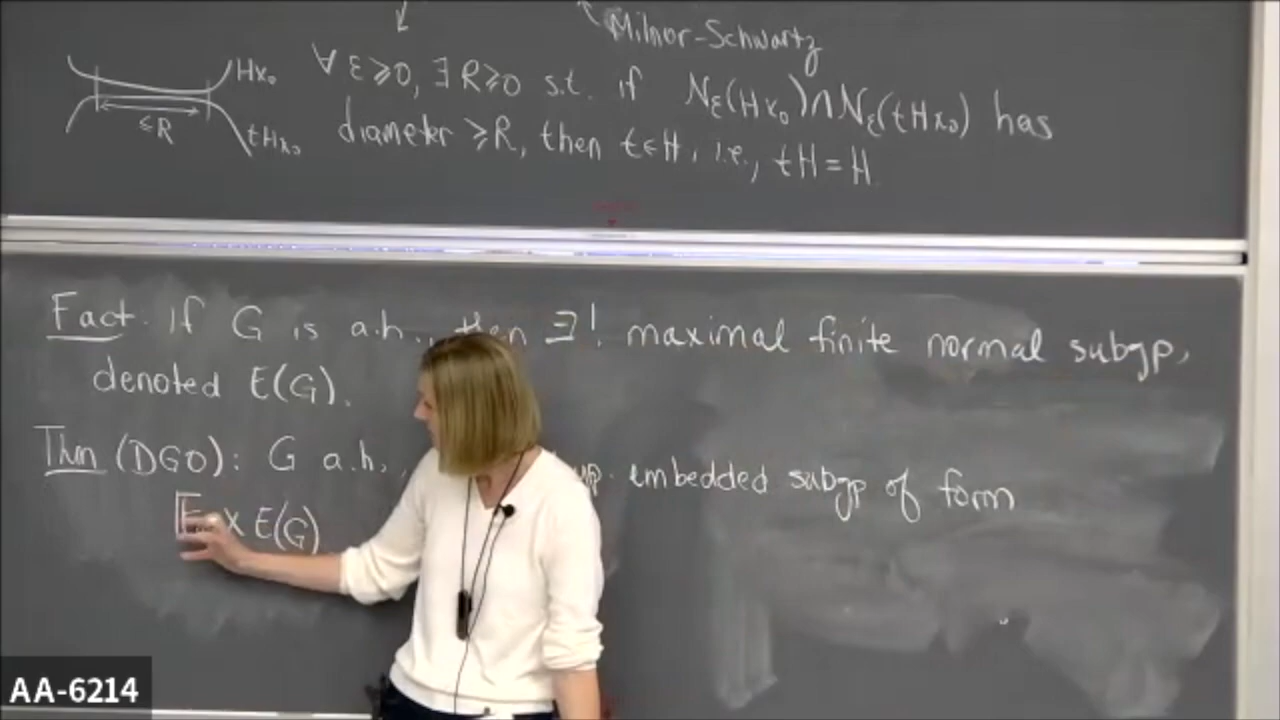 Milnor-Schwartz
∀ ε≥0, ∃ R≥0 s.t. if N_ε(Hx₀)∩N_ε(tHx₀) has
diameter ≥R, then t∈H, i.e., tH=H.
Hx₀
≤R
tHx₀
Fact. If G is a.h., then ∃! maximal finite normal subgp,
denoted E(G).
Thm (DGO): G a.h., embedded subgp of form
× E(G)
AA-6214